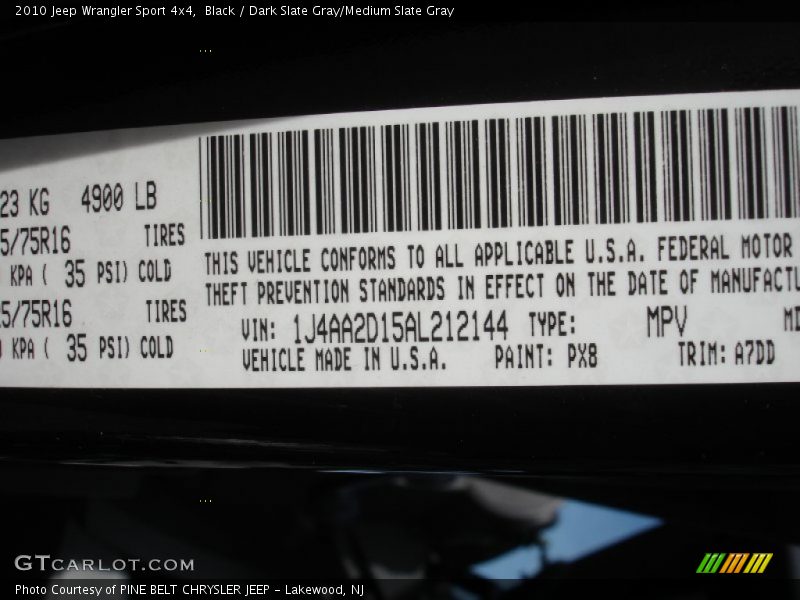 2010 Jeep Wrangler Sport 4x4,  Black / Dark Slate Gray/Medium Slate Gray
23 KG 4900 LB
5/75R16 TIRES
KPA ( 35 PSI) COLD
5/75R16 TIRES
KPA ( 35 PSI) COLD
THIS VEHICLE CONFORMS TO ALL APPLICABLE U.S.A. FEDERAL MOTOR
THEFT PREVENTION STANDARDS IN EFFECT ON THE DATE OF MANUFACTU
VIN: 1J4AA2D15AL212144 TYPE: MPV
VEHICLE MADE IN U.S.A. PAINT: PX8 TRIM: A7DD
GTCARLOT.COM
Photo Courtesy of PINE BELT CHRYSLER JEEP - Lakewood, NJ